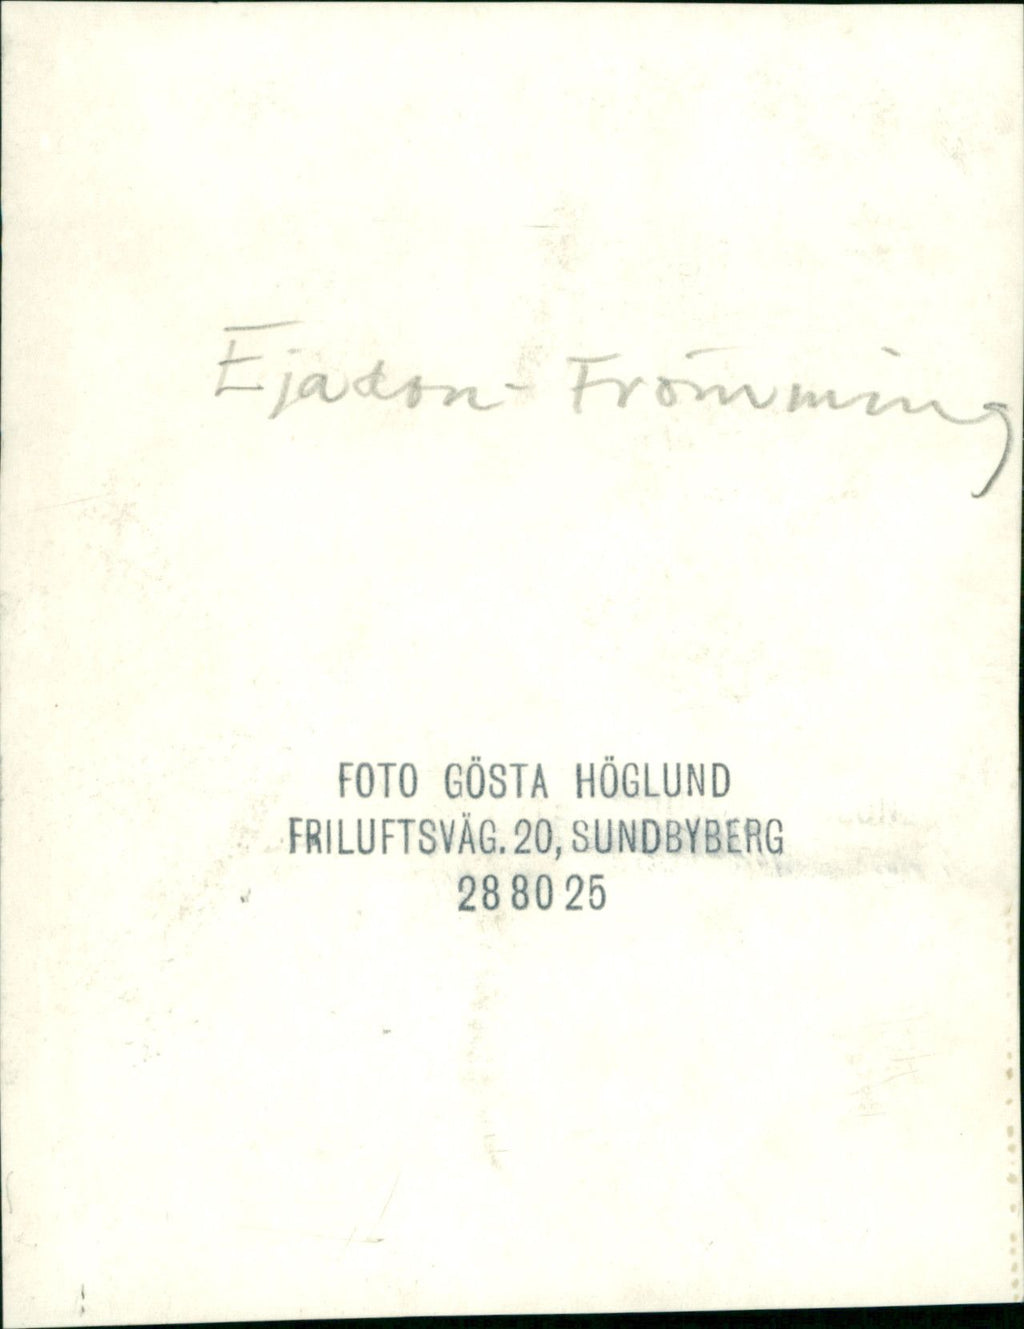 Ejadon - Frömming
FOTO GÖSTA HÖGLUND
FRILUFTSVÄG. 20, SUNDBYBERG
28 80 25